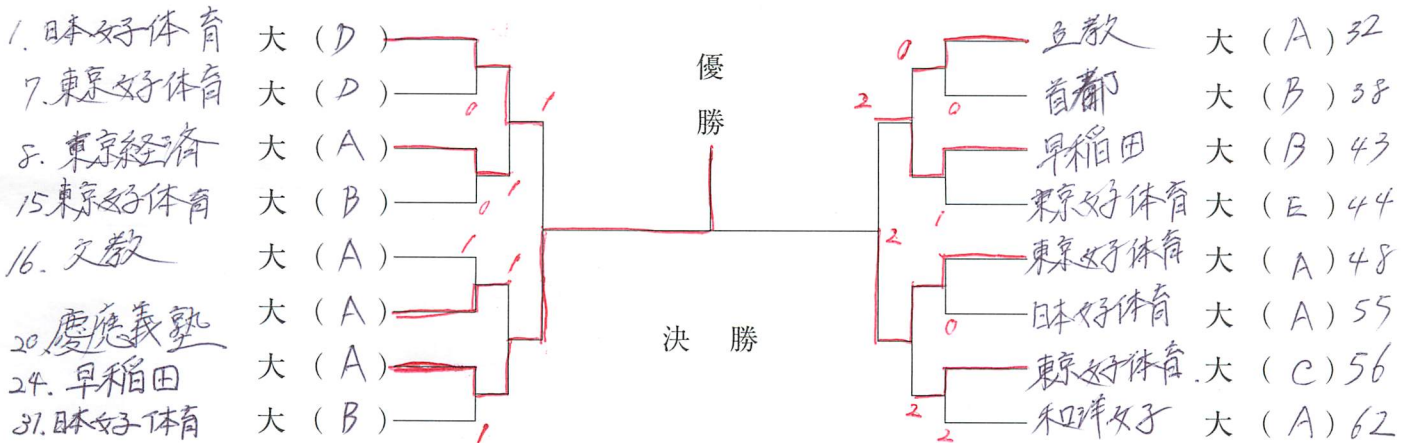 1. 日本女子体育 大 ( D )
7. 東京女子体育 大 ( D )
0
1
8. 東京経済 大 ( A )
15 東京女子体育 大 ( B )
0
1
16. 文教 大 ( A )
1
1
20. 慶應義塾 大 ( A )
24. 早稲田 大 ( A )
31. 日本女子体育 大 ( B )
1
優
勝
決 勝
0
立教 大 ( A ) 32
首都 大 ( B ) 38
2
0
早稲田 大 ( B ) 43
東京女子体育 大 ( E ) 44
1
2
東京女子体育 大 ( A ) 48
日本女子体育 大 ( A ) 55
0
東京女子体育. 大 ( C ) 56
和洋女子 大 ( A ) 62
2
2